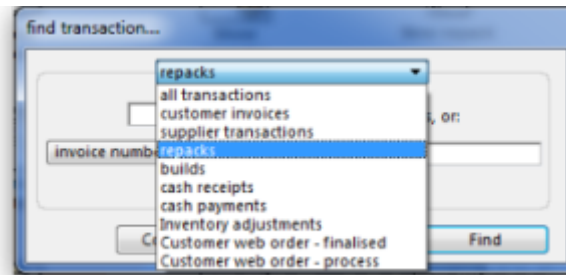 find transaction...
repacks
all transactions
customer invoices
supplier transactions
s, or:
repacks
invoice numb
builds
cash receipts
cash payments
Inventory adjustments
Customer web order - finalised
C
Find
Customer web order - process